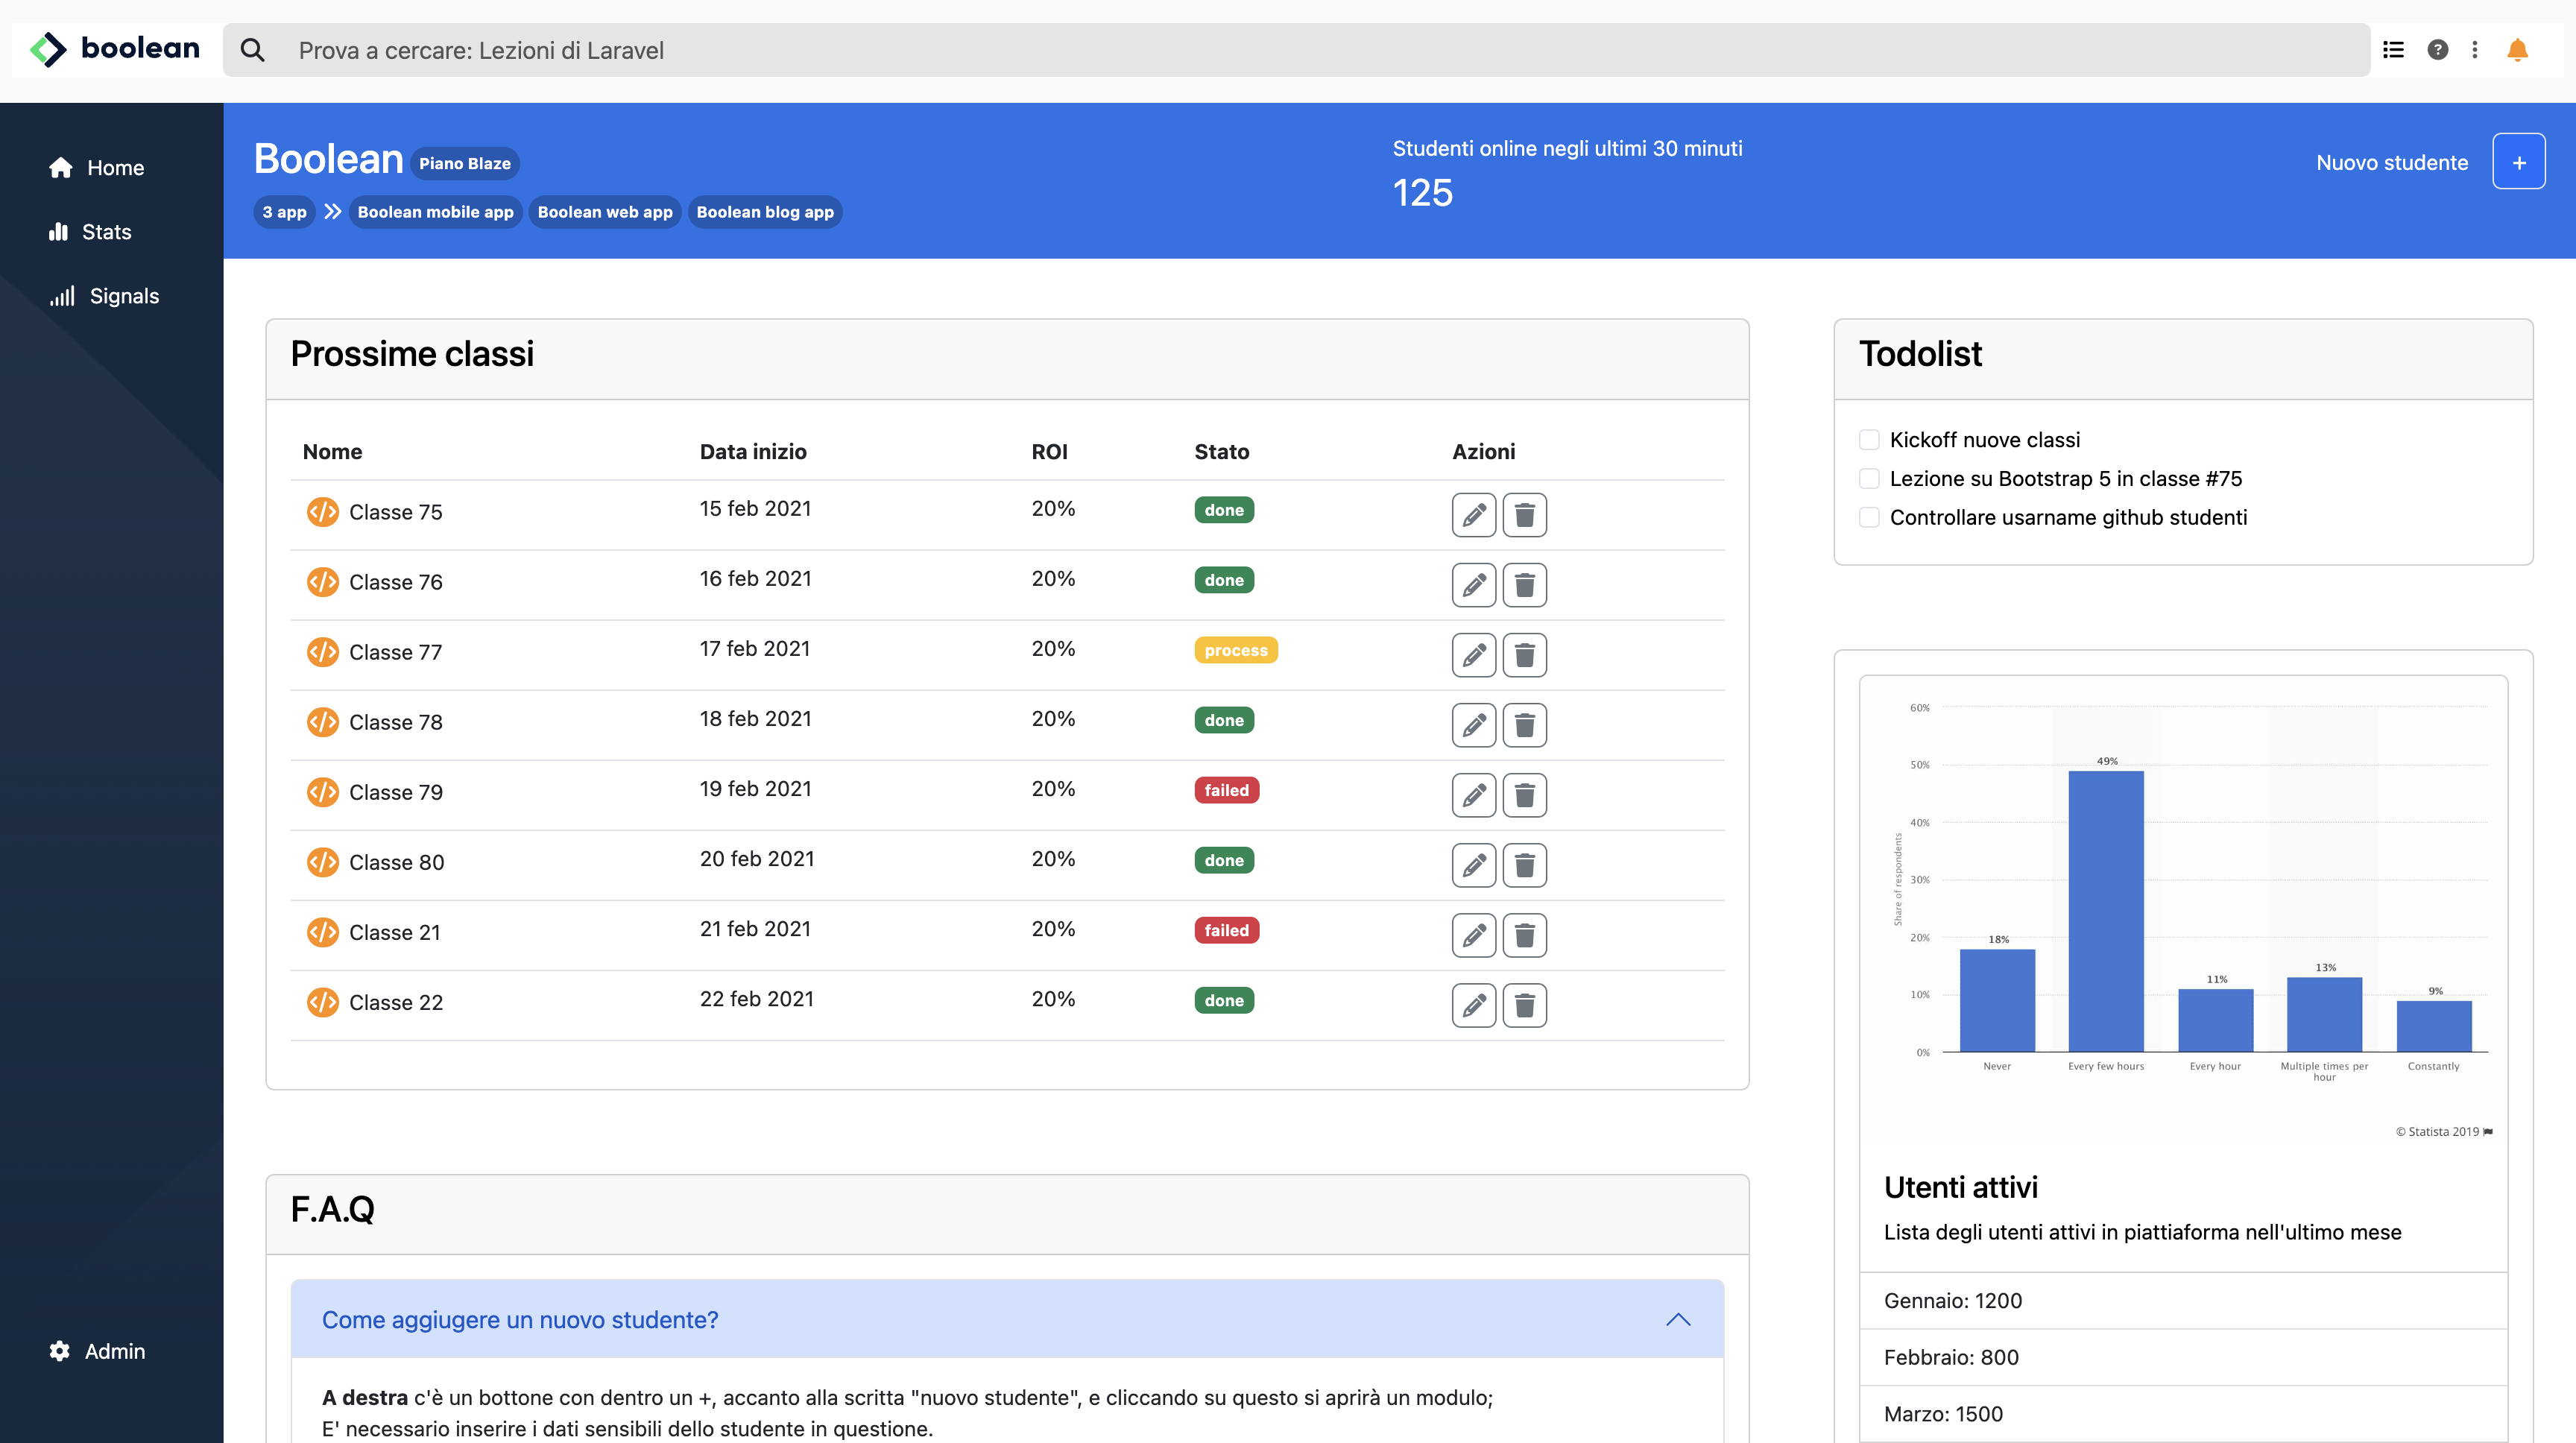 boolean
Prova a cercare: Lezioni di Laravel
Home
Stats
Signals
Admin
Boolean Piano Blaze
3 app Boolean mobile app Boolean web app Boolean blog app
Studenti online negli ultimi 30 minuti
125
Nuovo studente +
Prossime classi
Nome Data inizio ROI Stato Azioni
Classe 75 15 feb 2021 20% done
Classe 76 16 feb 2021 20% done
Classe 77 17 feb 2021 20% process
Classe 78 18 feb 2021 20% done
Classe 79 19 feb 2021 20% failed
Classe 80 20 feb 2021 20% done
Classe 21 21 feb 2021 20% failed
Classe 22 22 feb 2021 20% done
F.A.Q
Come aggiugere un nuovo studente?
A destra c'è un bottone con dentro un +, accanto alla scritta "nuovo studente", e cliccando su questo si aprirà un modulo;
E' necessario inserire i dati sensibili dello studente in questione.
Todolist
Kickoff nuove classi
Lezione su Bootstrap 5 in classe #75
Controllare usarname github studenti
Share of respondents
60%
50%
40%
30%
20%
10%
0%
18%
49%
11%
13%
9%
Never
Every few hours
Every hour
Multiple times per
hour
Constantly
© Statista 2019
Utenti attivi
Lista degli utenti attivi in piattiaforma nell'ultimo mese
Gennaio: 1200
Febbraio: 800
Marzo: 1500